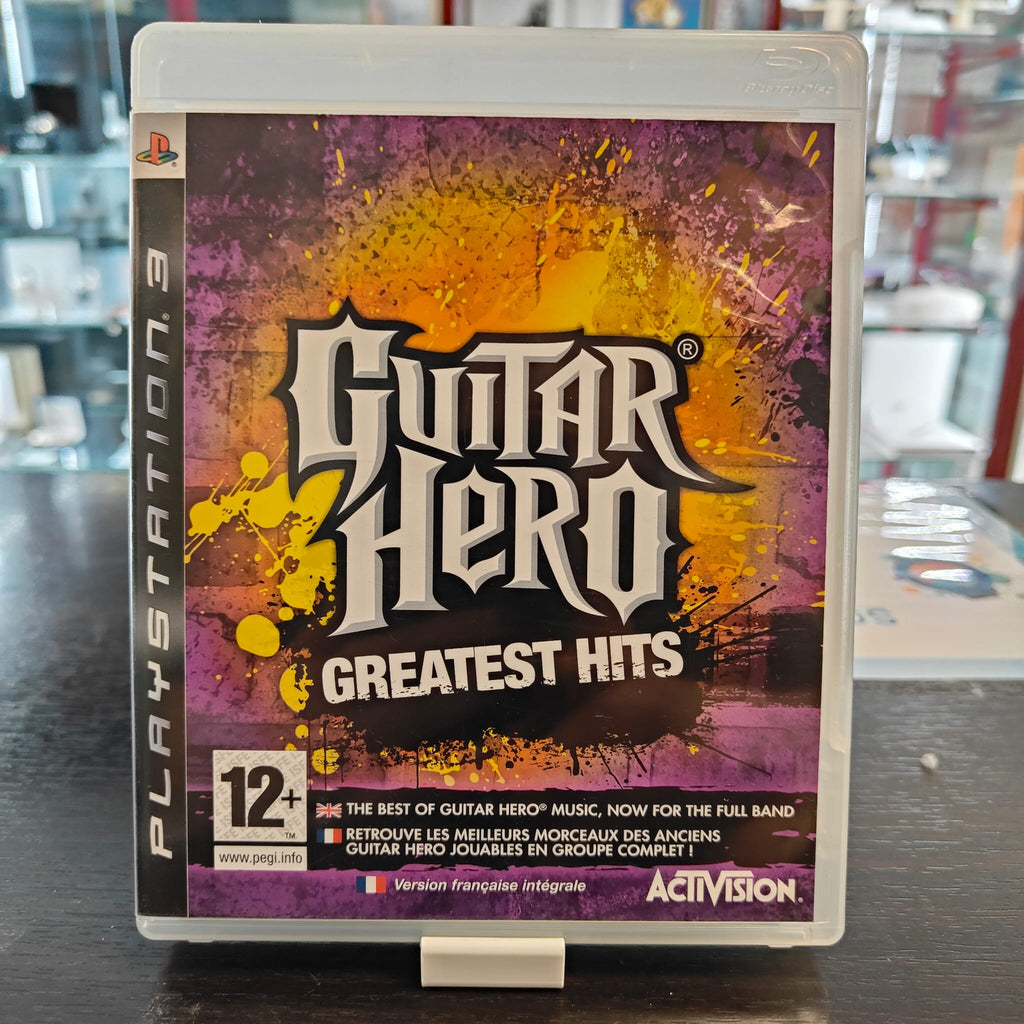 Blu-ray Disc
PLAYSTATION. 3
GUITAR®
HERO
GREATEST HITS
12+
TM
www.pegi.info
THE BEST OF GUITAR HERO® MUSIC, NOW FOR THE FULL BAND
RETROUVE LES MEILLEURS MORCEAUX DES ANCIENS
GUITAR HERO JOUABLES EN GROUPE COMPLET !
Version française intégrale
ACTIVISION.